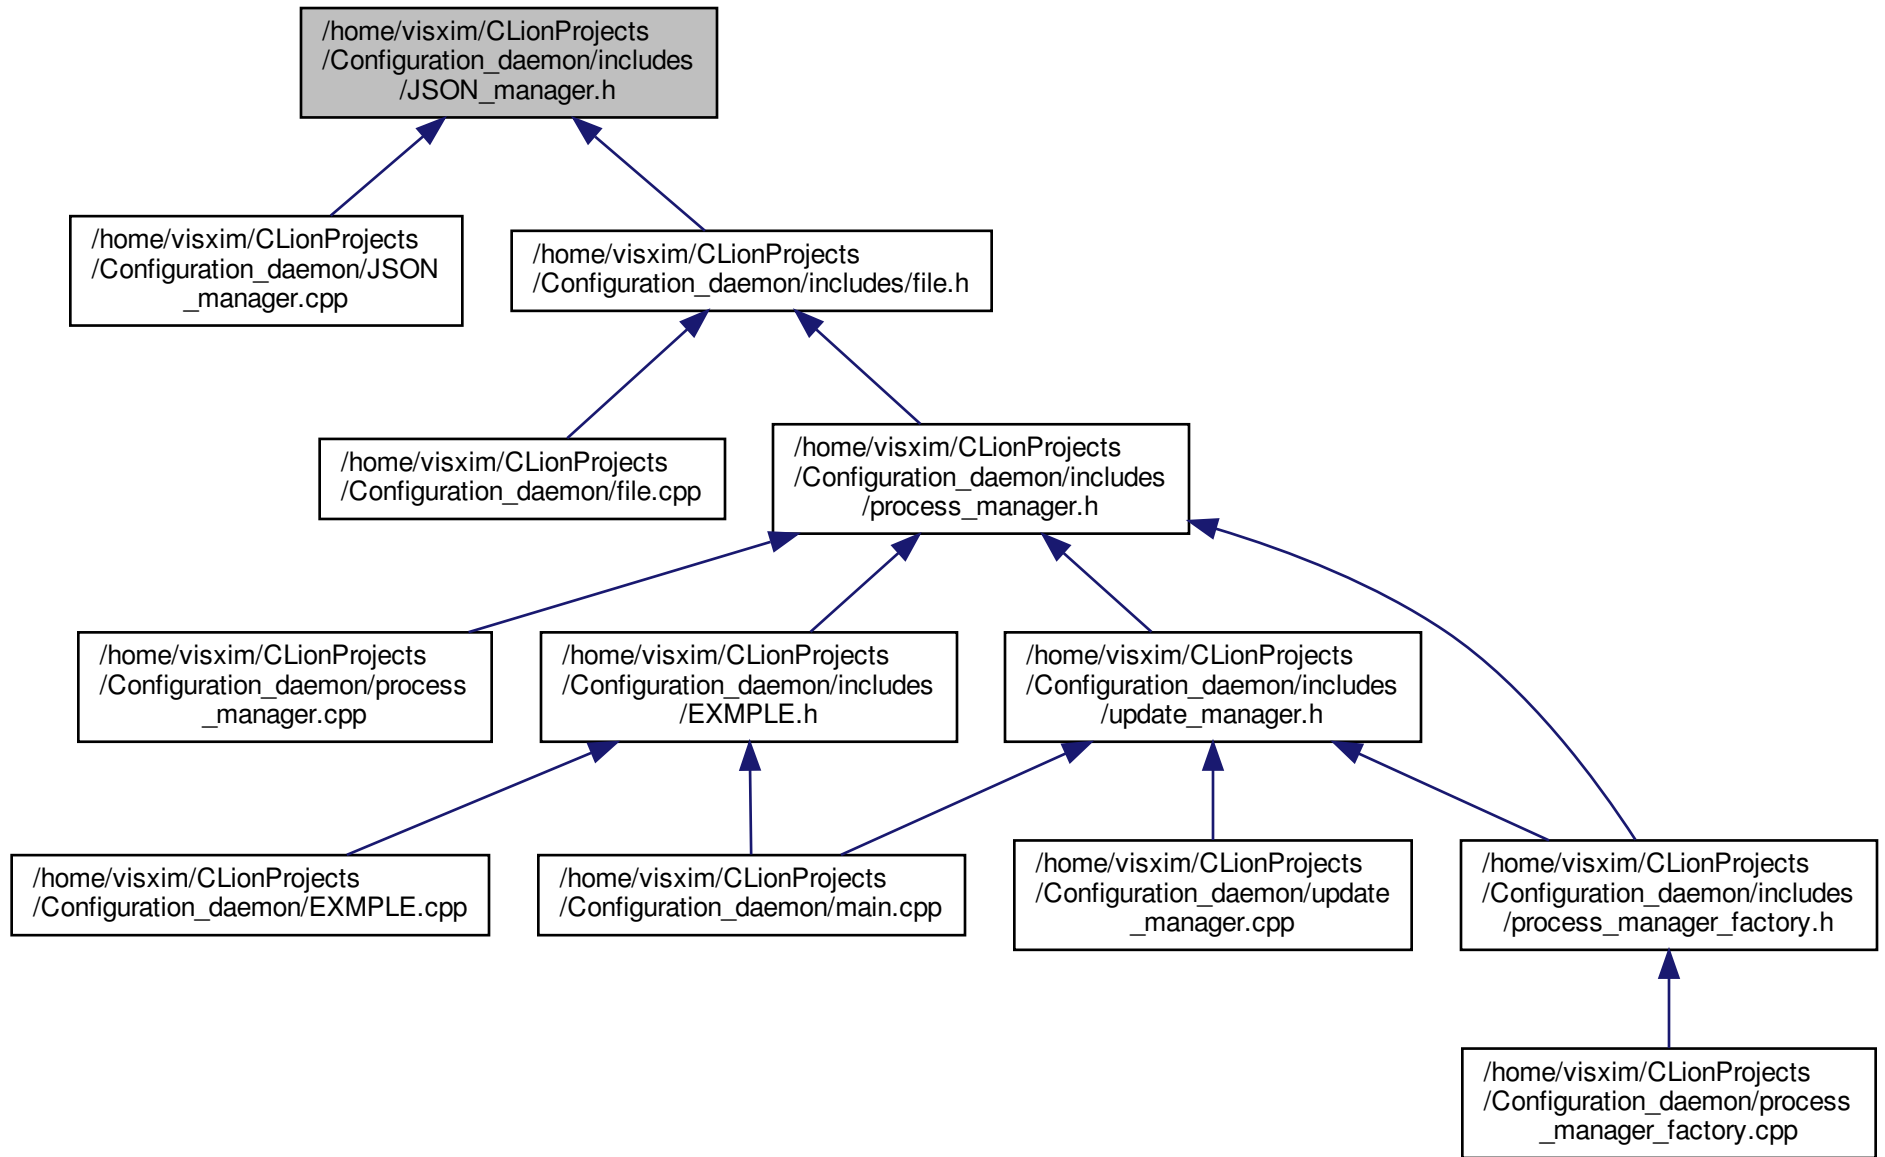 /home/visxim/CLionProjects
/Configuration_daemon/includes
/JSON_manager.h
/home/visxim/CLionProjects
/Configuration_daemon/JSON
_manager.cpp
/home/visxim/CLionProjects
/Configuration_daemon/includes/file.h
/home/visxim/CLionProjects
/Configuration_daemon/file.cpp
/home/visxim/CLionProjects
/Configuration_daemon/includes
/process_manager.h
/home/visxim/CLionProjects
/Configuration_daemon/process
_manager.cpp
/home/visxim/CLionProjects
/Configuration_daemon/includes
/EXMPLE.h
/home/visxim/CLionProjects
/Configuration_daemon/includes
/update_manager.h
/home/visxim/CLionProjects
/Configuration_daemon/EXMPLE.cpp
/home/visxim/CLionProjects
/Configuration_daemon/main.cpp
/home/visxim/CLionProjects
/Configuration_daemon/update
_manager.cpp
/home/visxim/CLionProjects
/Configuration_daemon/includes
/process_manager_factory.h
/home/visxim/CLionProjects
/Configuration_daemon/process
_manager_factory.cpp